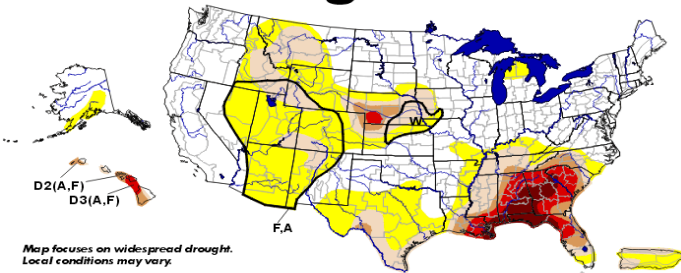 W
D2(A,F)
D3(A,F)
F,A
Map focuses on widespread drought.
Local conditions may vary.